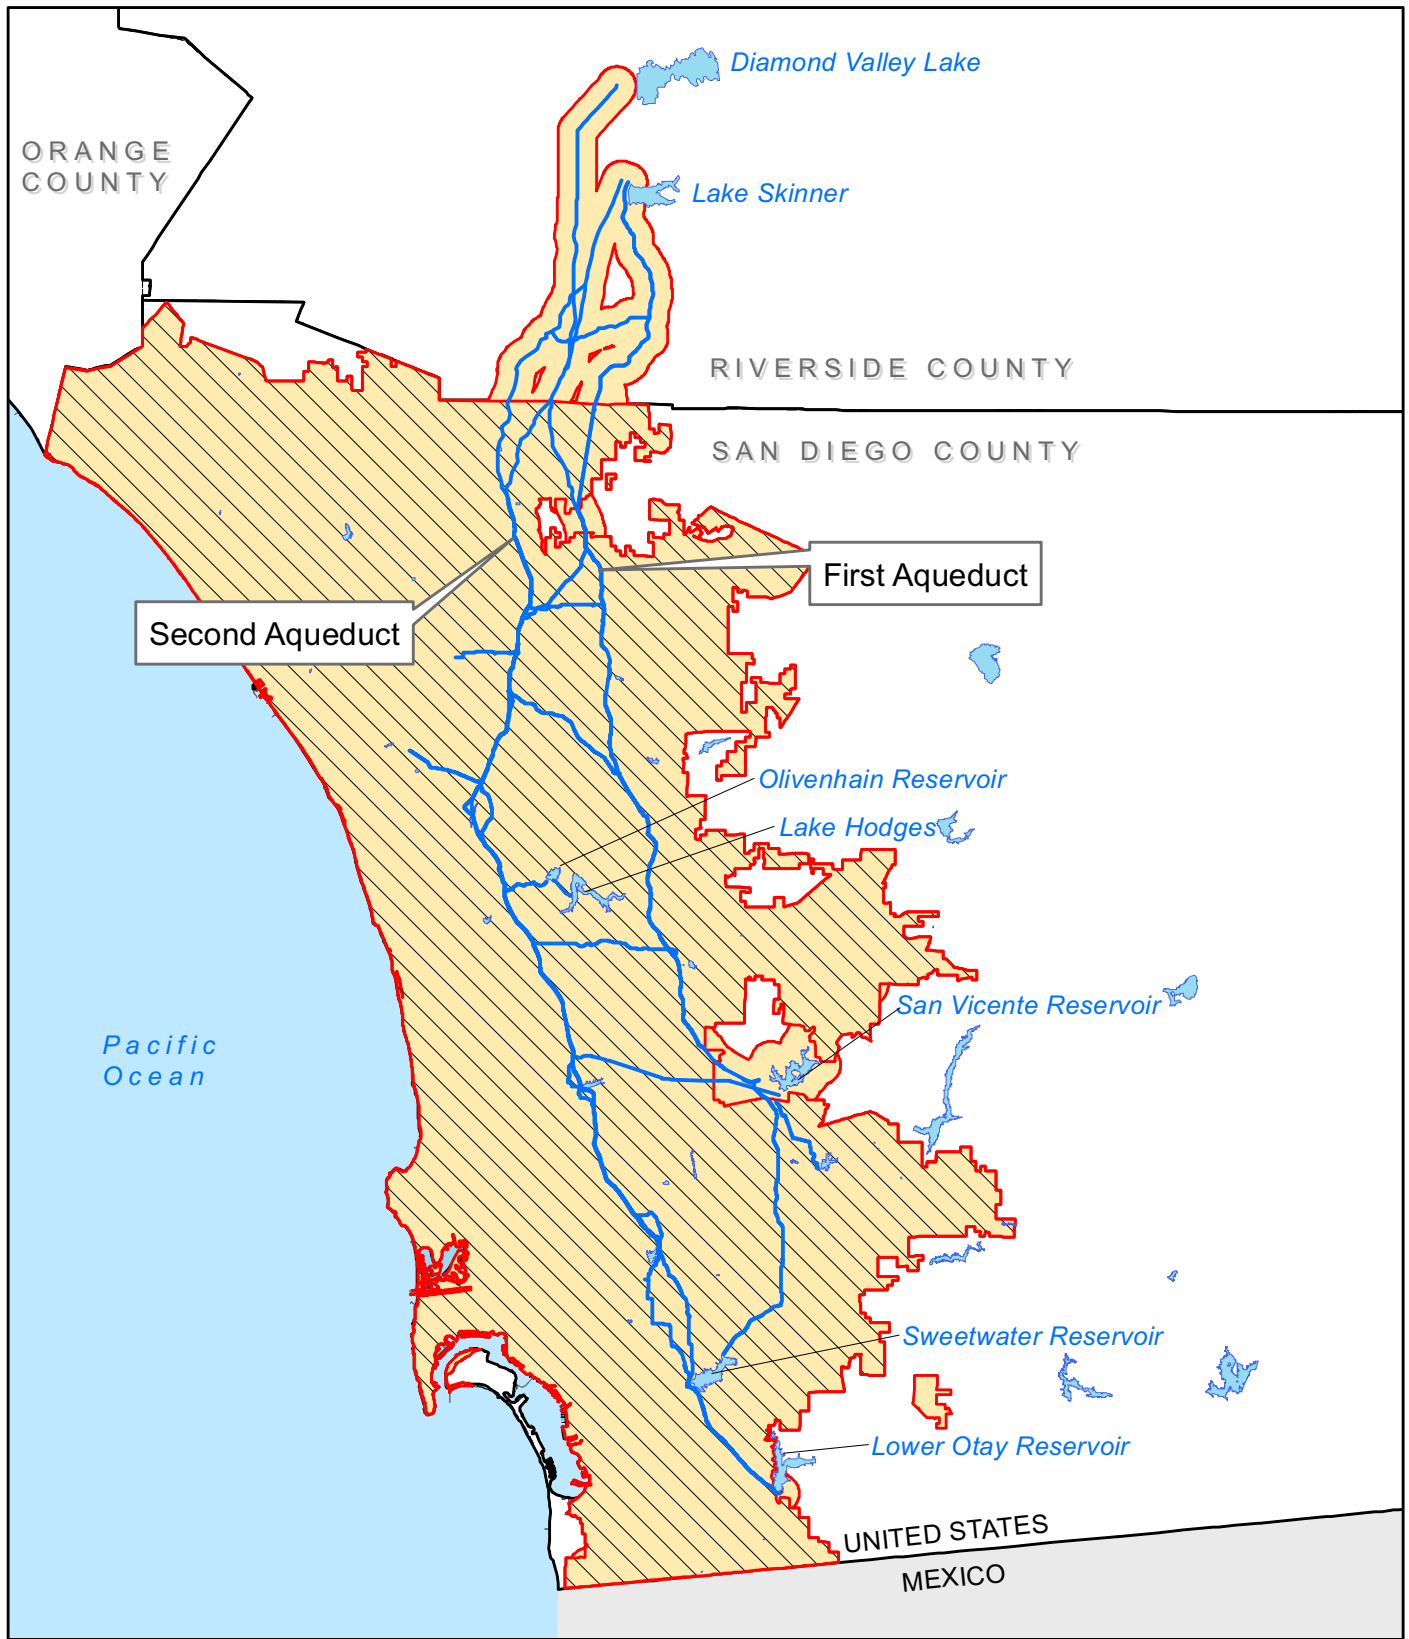 Diamond Valley Lake
ORANGE
COUNTY
Lake Skinner
RIVERSIDE COUNTY
SAN DIEGO COUNTY
First Aqueduct
Second Aqueduct
Olivenhain Reservoir
Lake Hodges
San Vicente Reservoir
Pacific
Ocean
Sweetwater Reservoir
Lower Otay Reservoir
UNITED STATES
MEXICO